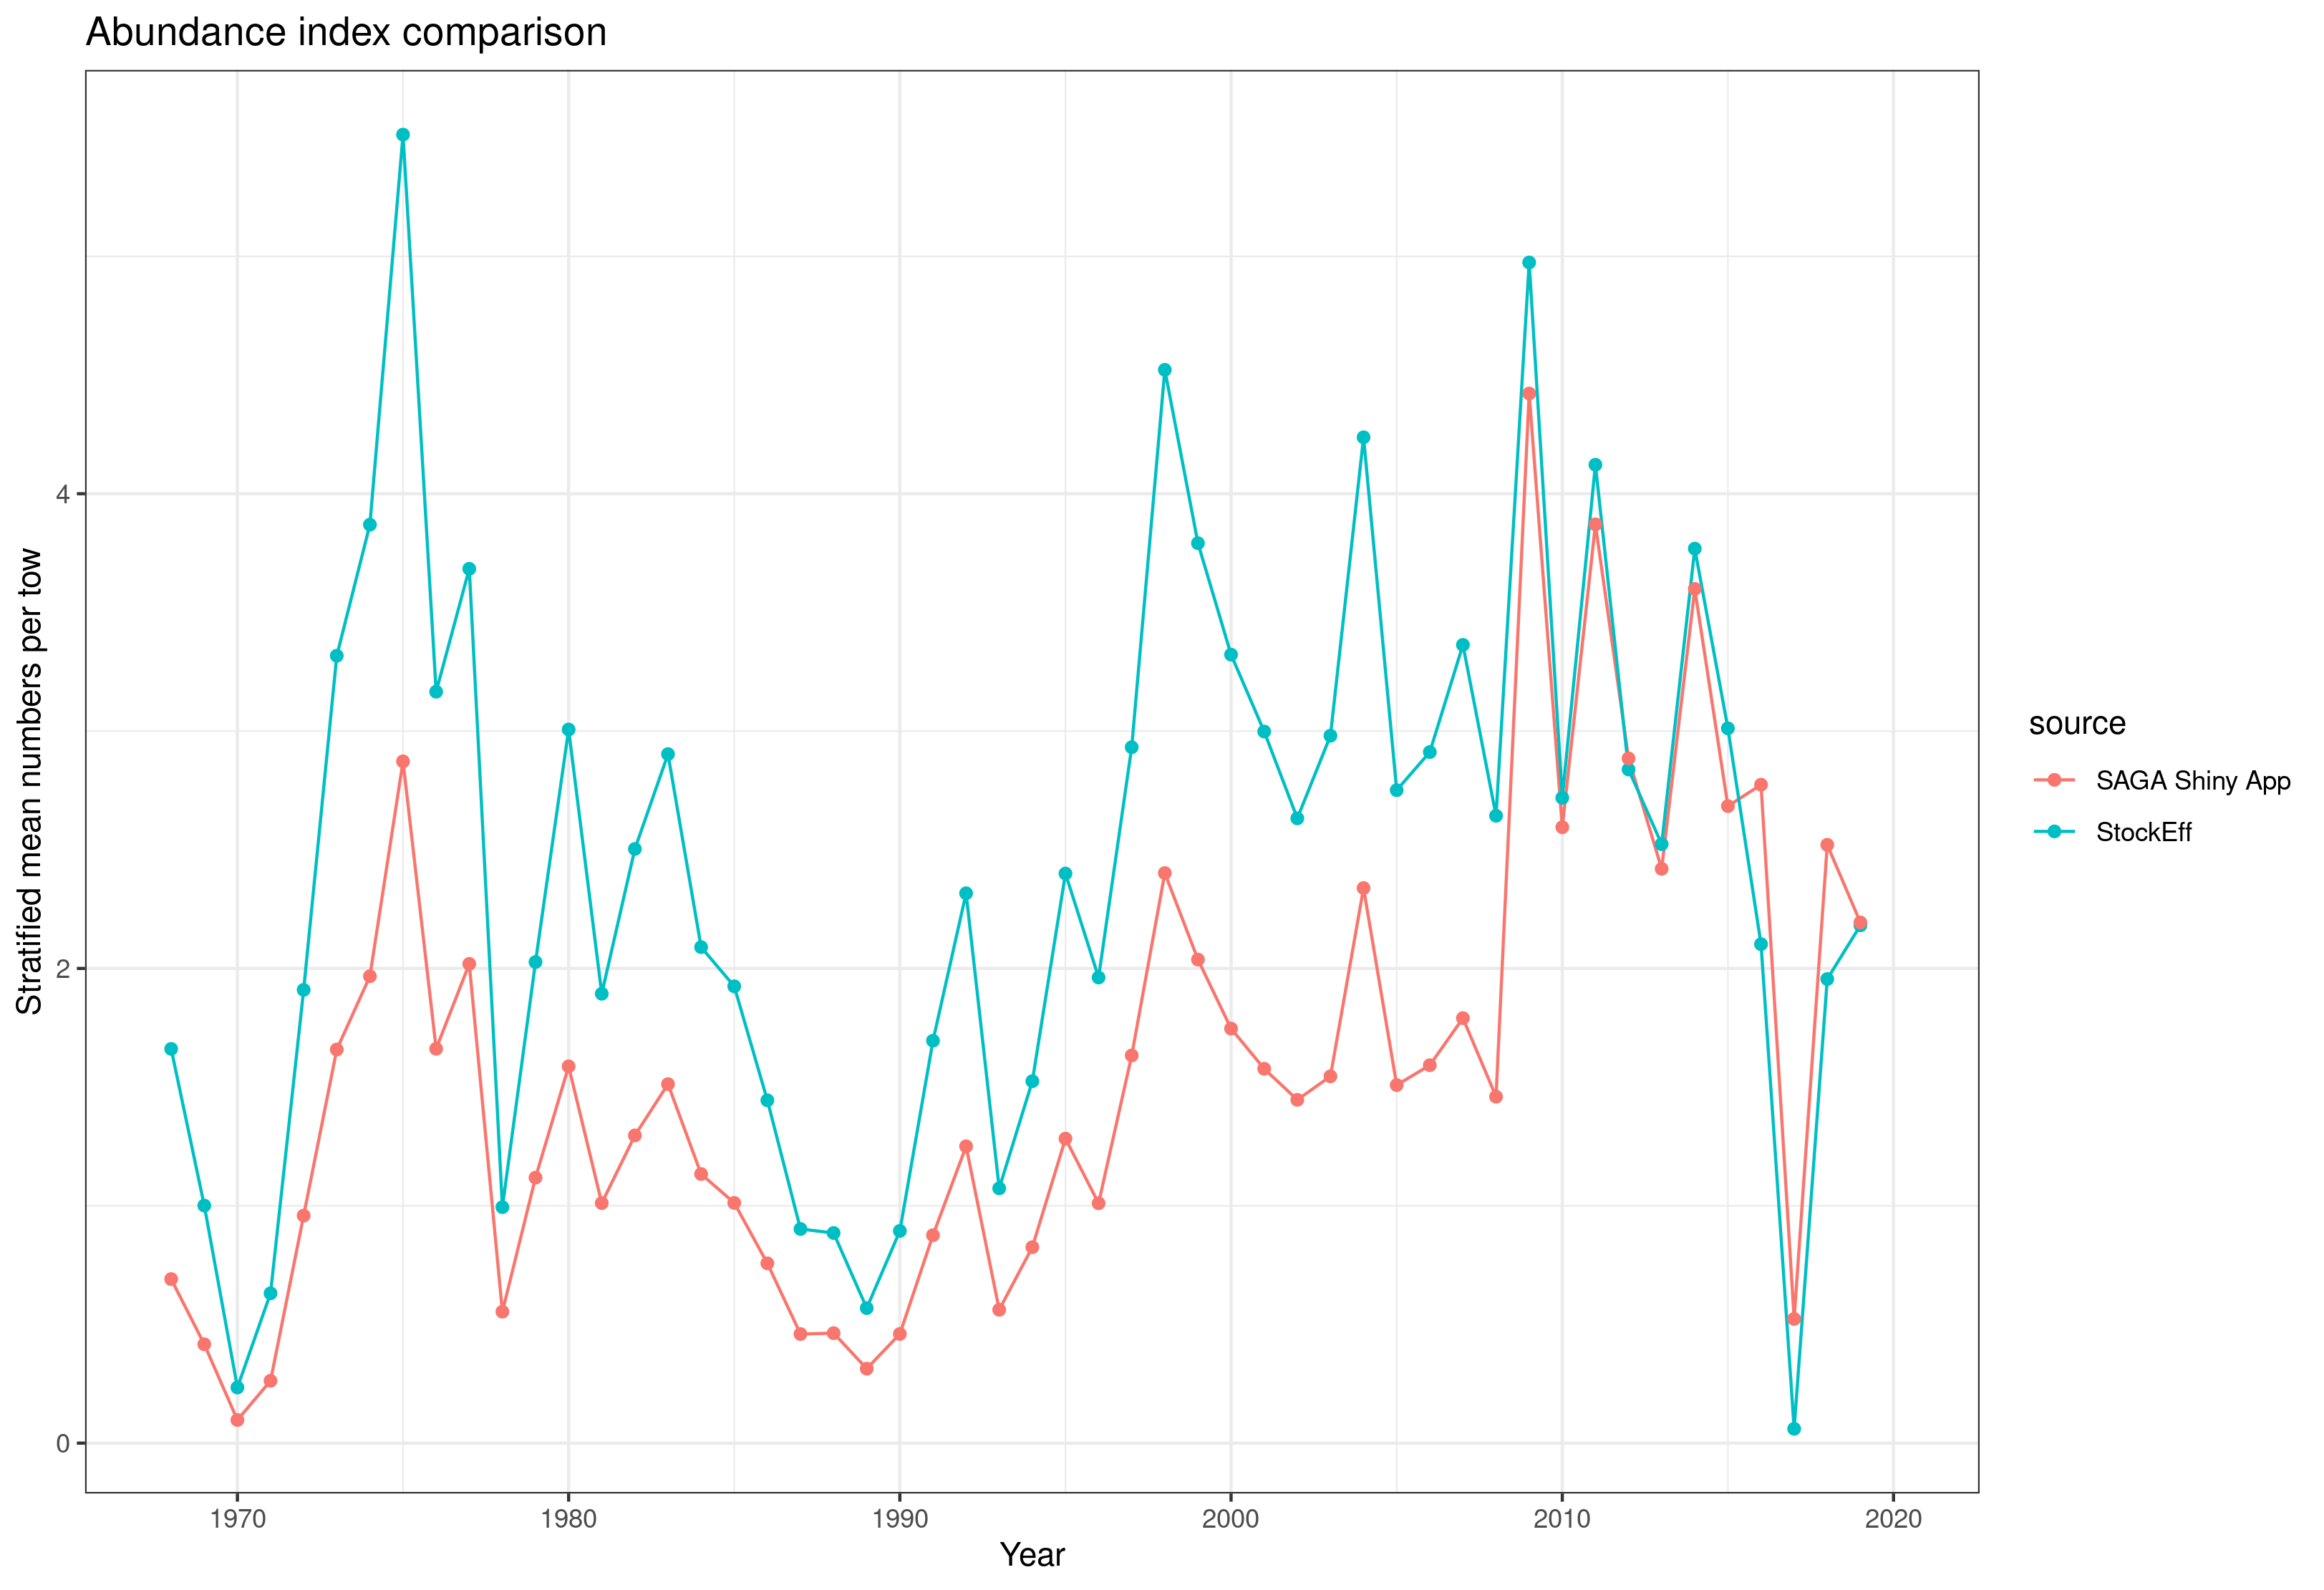 Abundance index comparison
Stratified mean numbers per tow
4
2
0
1970
1980
1990
2000
2010
2020
Year
source
SAGA Shiny App
StockEff